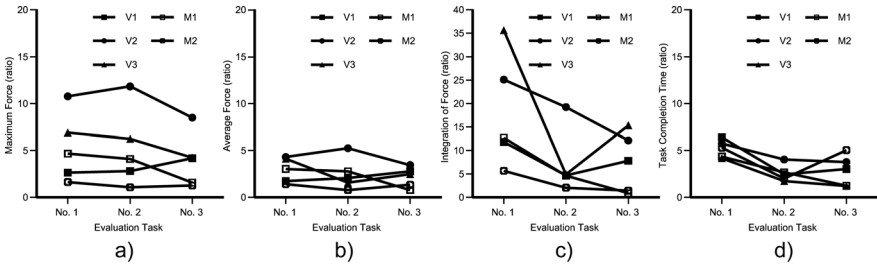 20
15
10
5
0
Maximum Force (ratio)
V1 M1
V2 M2
V3
No. 1 No. 2 No. 3
Evaluation Task
a)
20
15
10
5
0
Average Force (ratio)
V1 M1
V2 M2
V3
No. 1 No. 2 No. 3
Evaluation Task
b)
40
35
30
25
20
15
10
5
0
Integration of Force (ratio)
V1 M1
V2 M2
V3
No. 1 No. 2 No. 3
Evaluation Task
c)
20
15
10
5
0
Task Completion Time (ratio)
V1 M1
V2 M2
V3
No. 1 No. 2 No. 3
Evaluation Task
d)